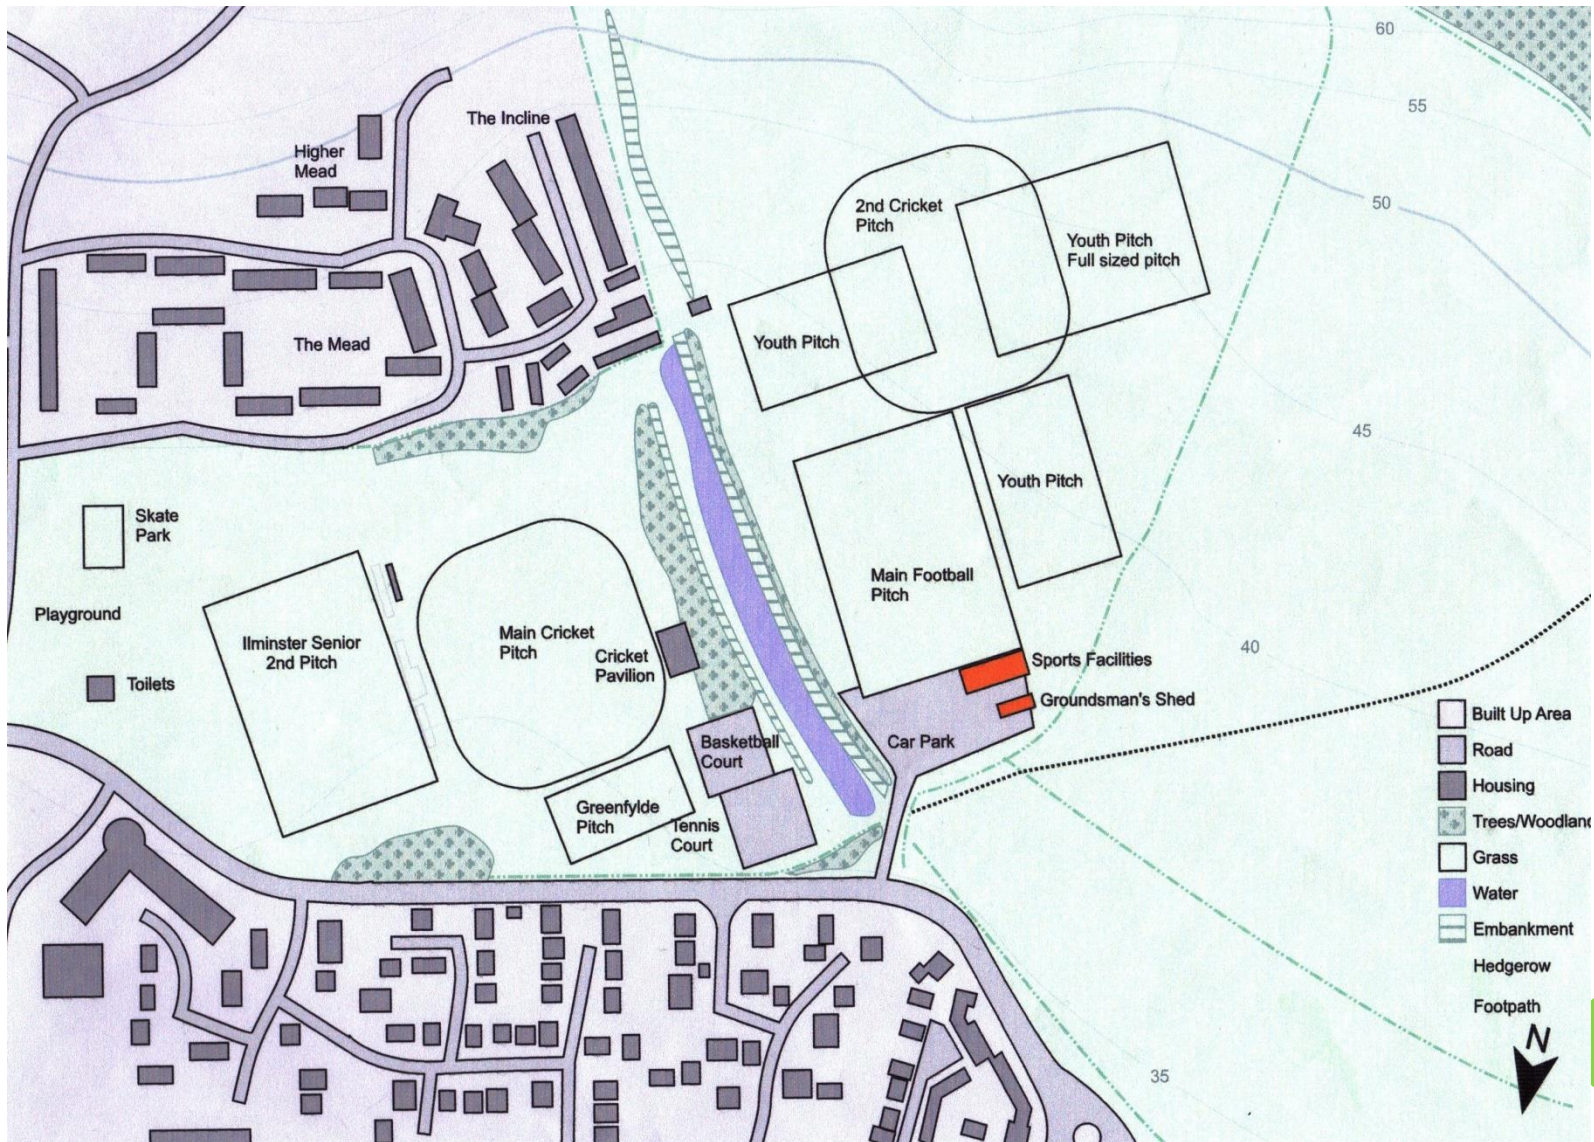 60
55
50
45
40
35
The Incline
Higher
Mead
The Mead
2nd Cricket
Pitch
Youth Pitch
Full sized pitch
Youth Pitch
Youth Pitch
Skate
Park
Playground
Toilets
Ilminster Senior
2nd Pitch
Main Cricket
Pitch
Cricket
Pavilion
Main Football
Pitch
Sports Facilities
Groundsman's Shed
Car Park
Basketball
Court
Greenfylde
Pitch
Tennis
Court
Built Up Area
Road
Housing
Trees/Woodland
Grass
Water
Embankment
Hedgerow
Footpath
N